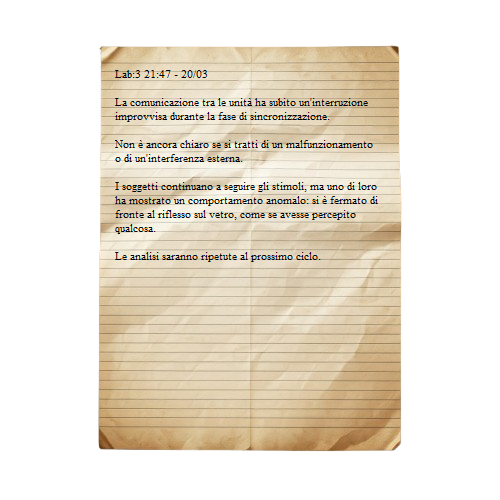 Lab:3 21:47 - 20/03
La comunicazione tra le unità ha subito un'interruzione
improvvisa durante la fase di sincronizzazione.
Non è ancora chiaro se si tratti di un malfunzionamento
o di un'interferenza esterna.
I soggetti continuano a seguire gli stimoli, ma uno di loro
ha mostrato un comportamento anomalo: si è fermato di
fronte al riflesso sul vetro, come se avesse percepito
qualcosa.
Le analisi saranno ripetute al prossimo ciclo.